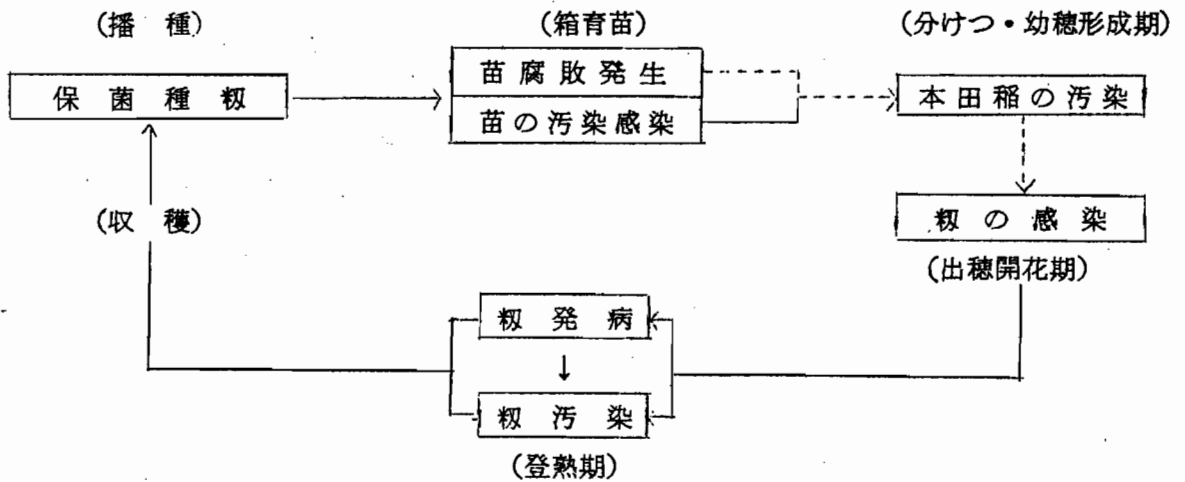 (播 種)
(箱育苗)
(分けつ・幼穂形成期)
保 菌 種 籾
苗 腐 敗 発 生
苗 の 汚 染 感 染
本 田 稲 の 汚 染
籾 の 感 染
(出穂開花期)
(収 穫)
籾 発 病
籾 汚 染
(登熟期)